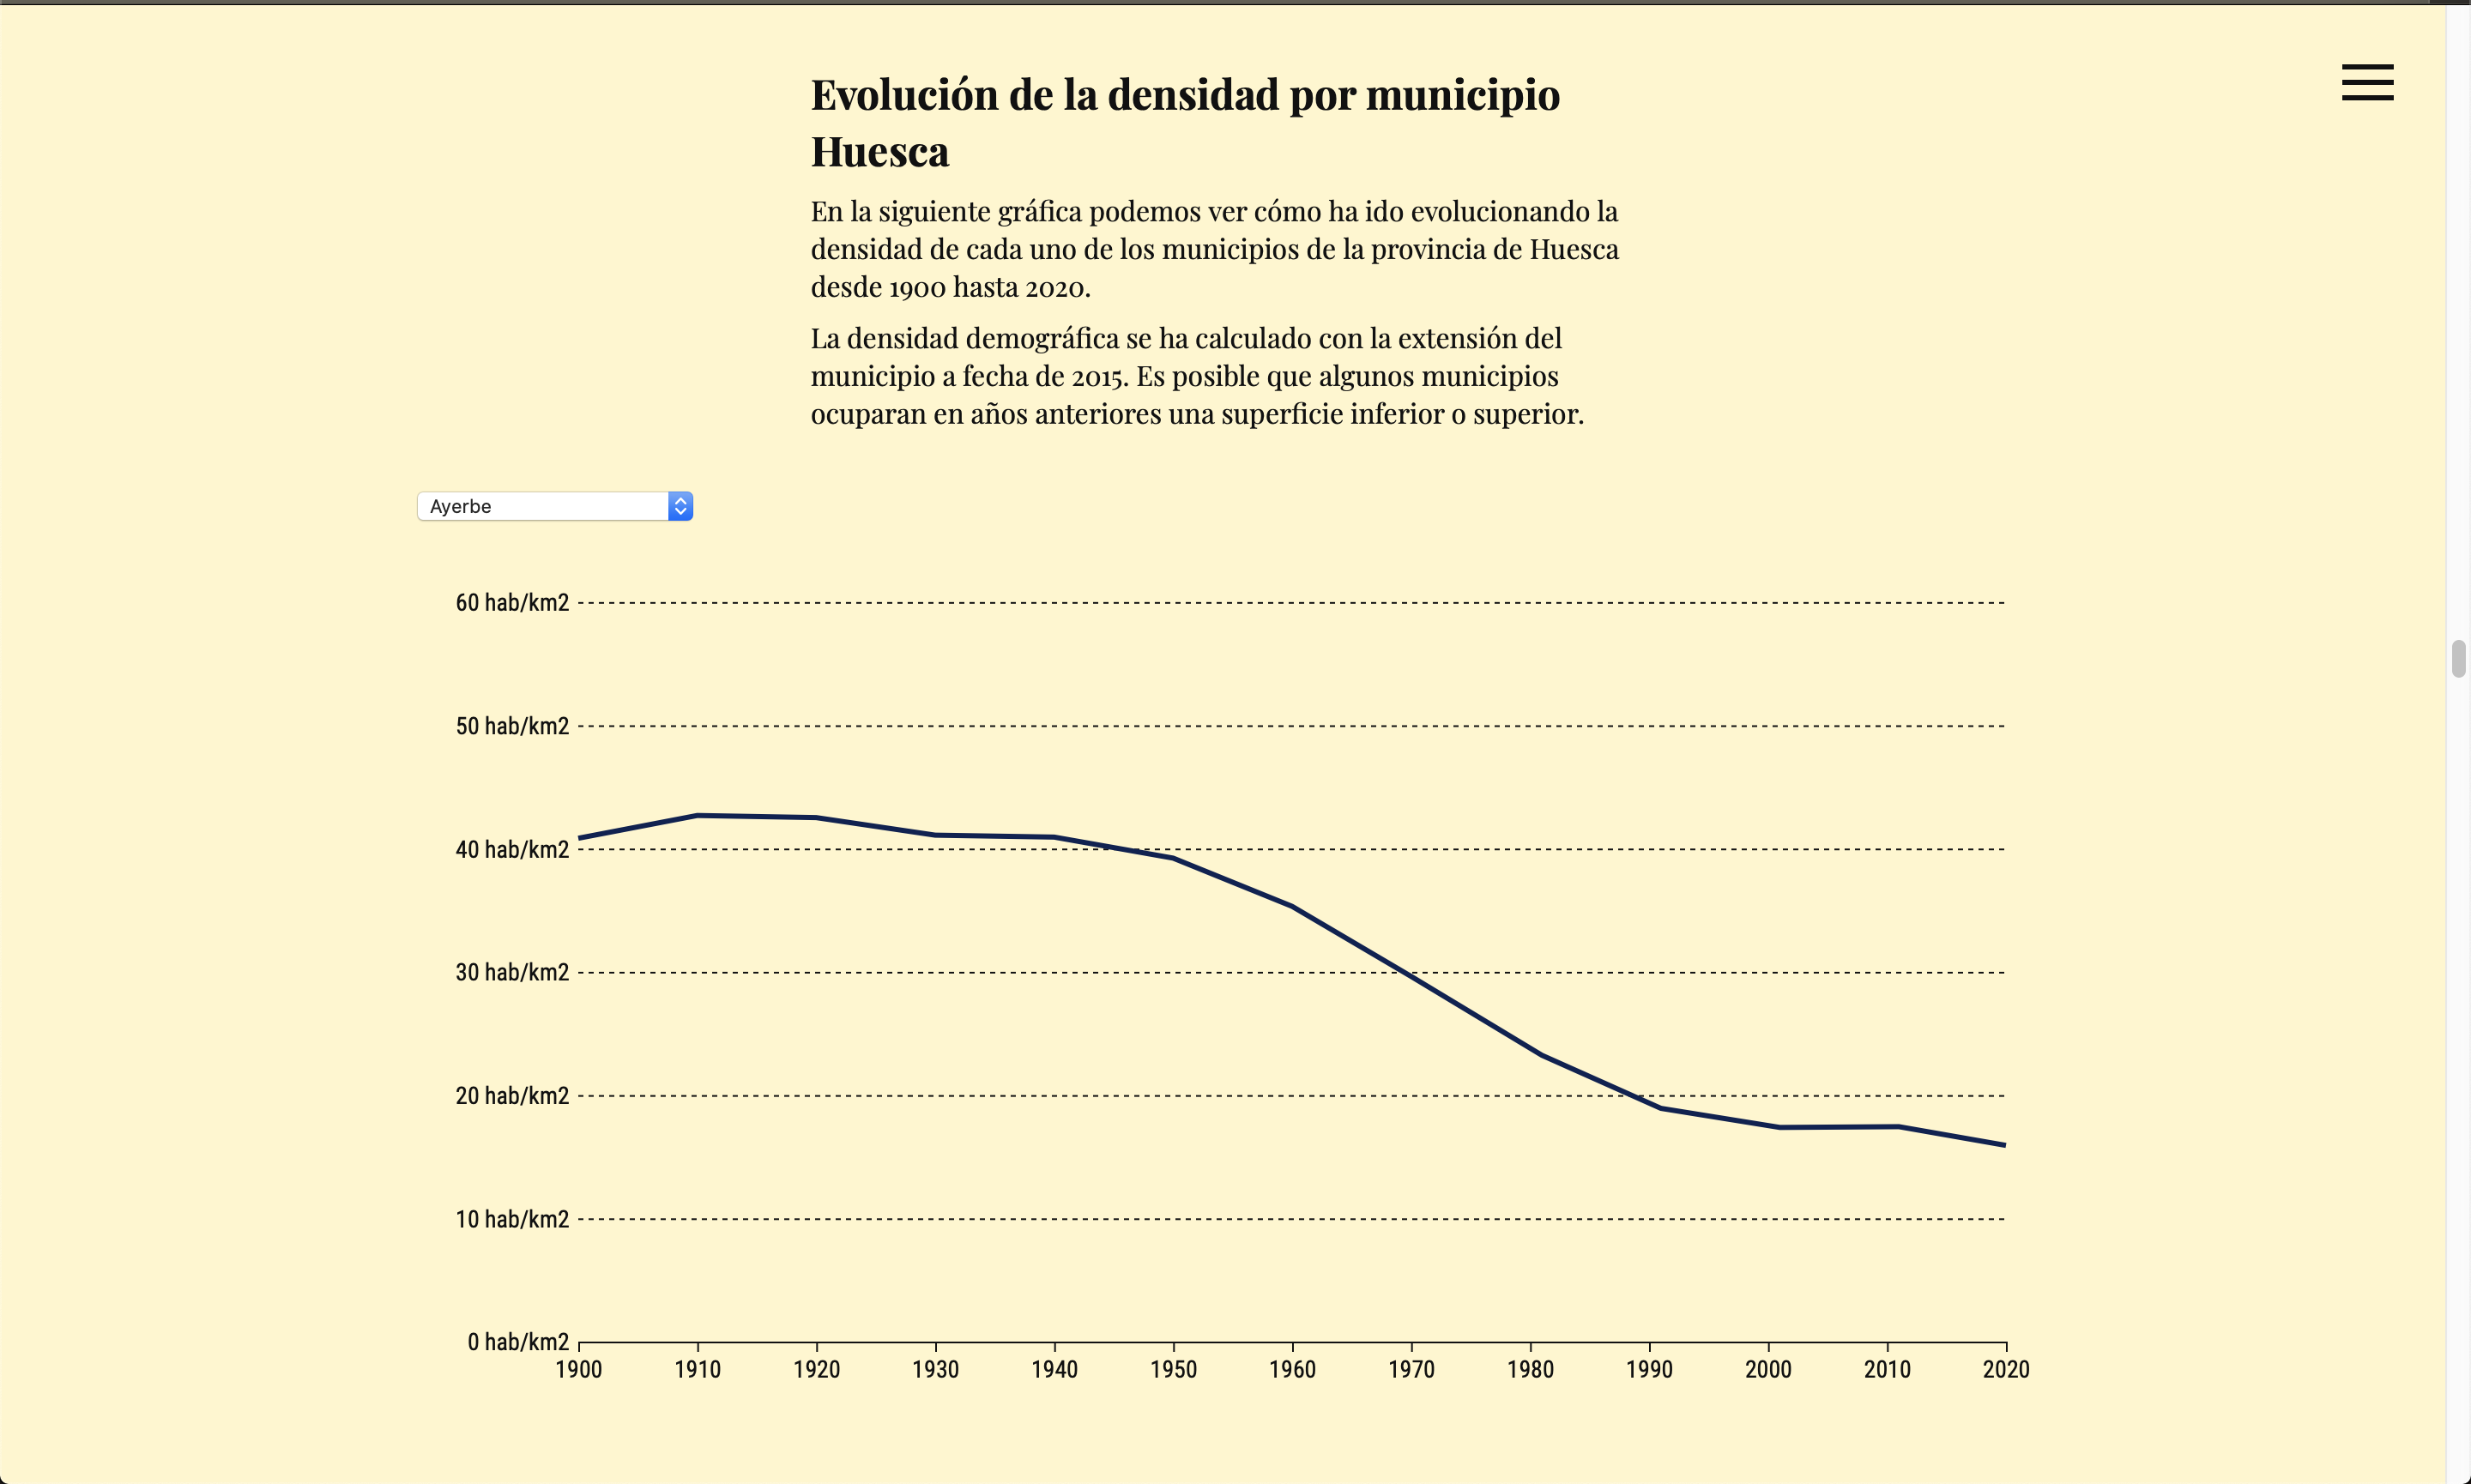 Evolución de la densidad por municipio
Huesca
En la siguiente gráfica podemos ver cómo ha ido evolucionando la
densidad de cada uno de los municipios de la provincia de Huesca
desde 1900 hasta 2020.
La densidad demográfica se ha calculado con la extensión del
municipio a fecha de 2015. Es posible que algunos municipios
ocuparan en años anteriores una superficie inferior o superior.
Ayerbe
60 hab/km2
50 hab/km2
40 hab/km2
30 hab/km2
20 hab/km2
10 hab/km2
0 hab/km2
1900 1910 1920 1930 1940 1950 1960 1970 1980 1990 2000 2010 2020